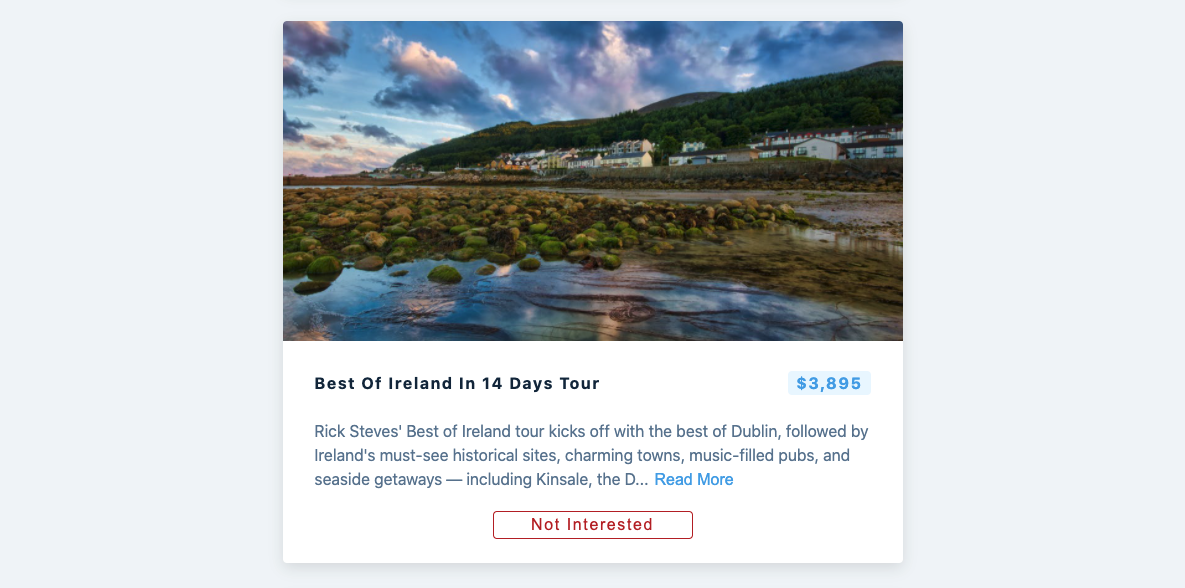 Best Of Ireland In 14 Days Tour
$3,895
Rick Steves' Best of Ireland tour kicks off with the best of Dublin, followed by
Ireland's must-see historical sites, charming towns, music-filled pubs, and
seaside getaways — including Kinsale, the D... Read More
Not Interested